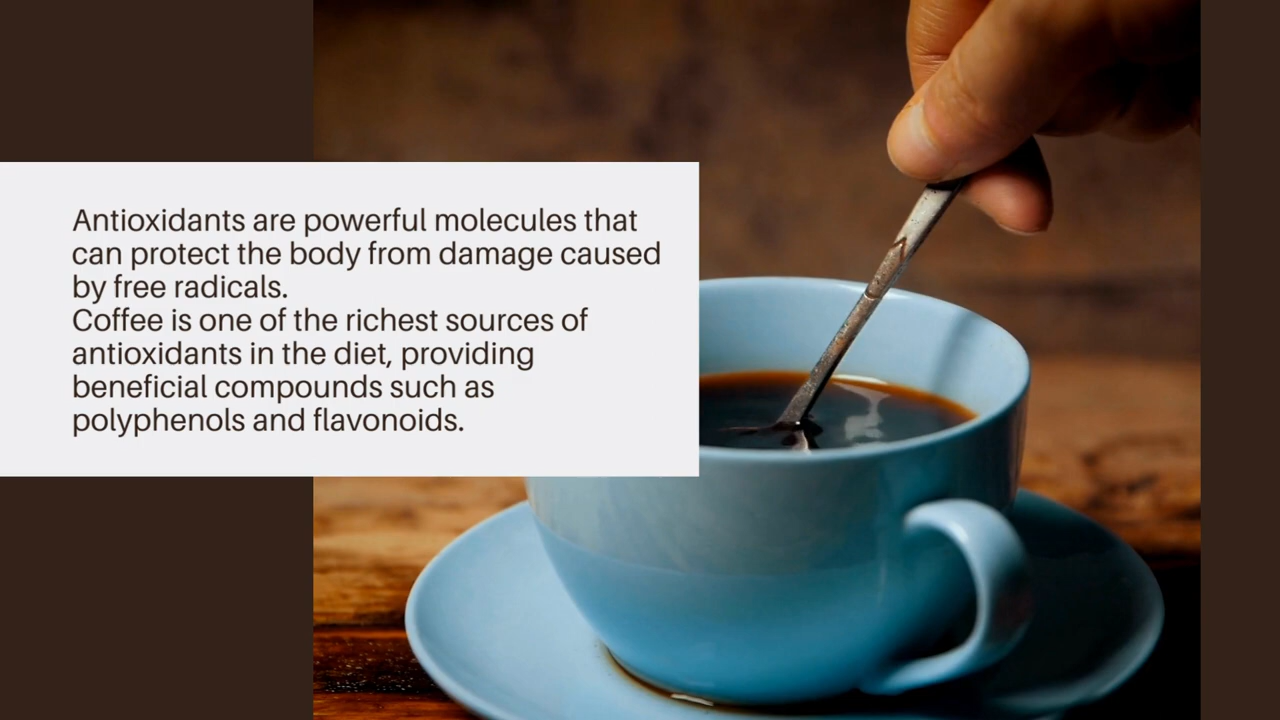 Antioxidants are powerful molecules that
can protect the body from damage caused
by free radicals.
Coffee is one of the richest sources of
antioxidants in the diet, providing
beneficial compounds such as
polyphenols and flavonoids.